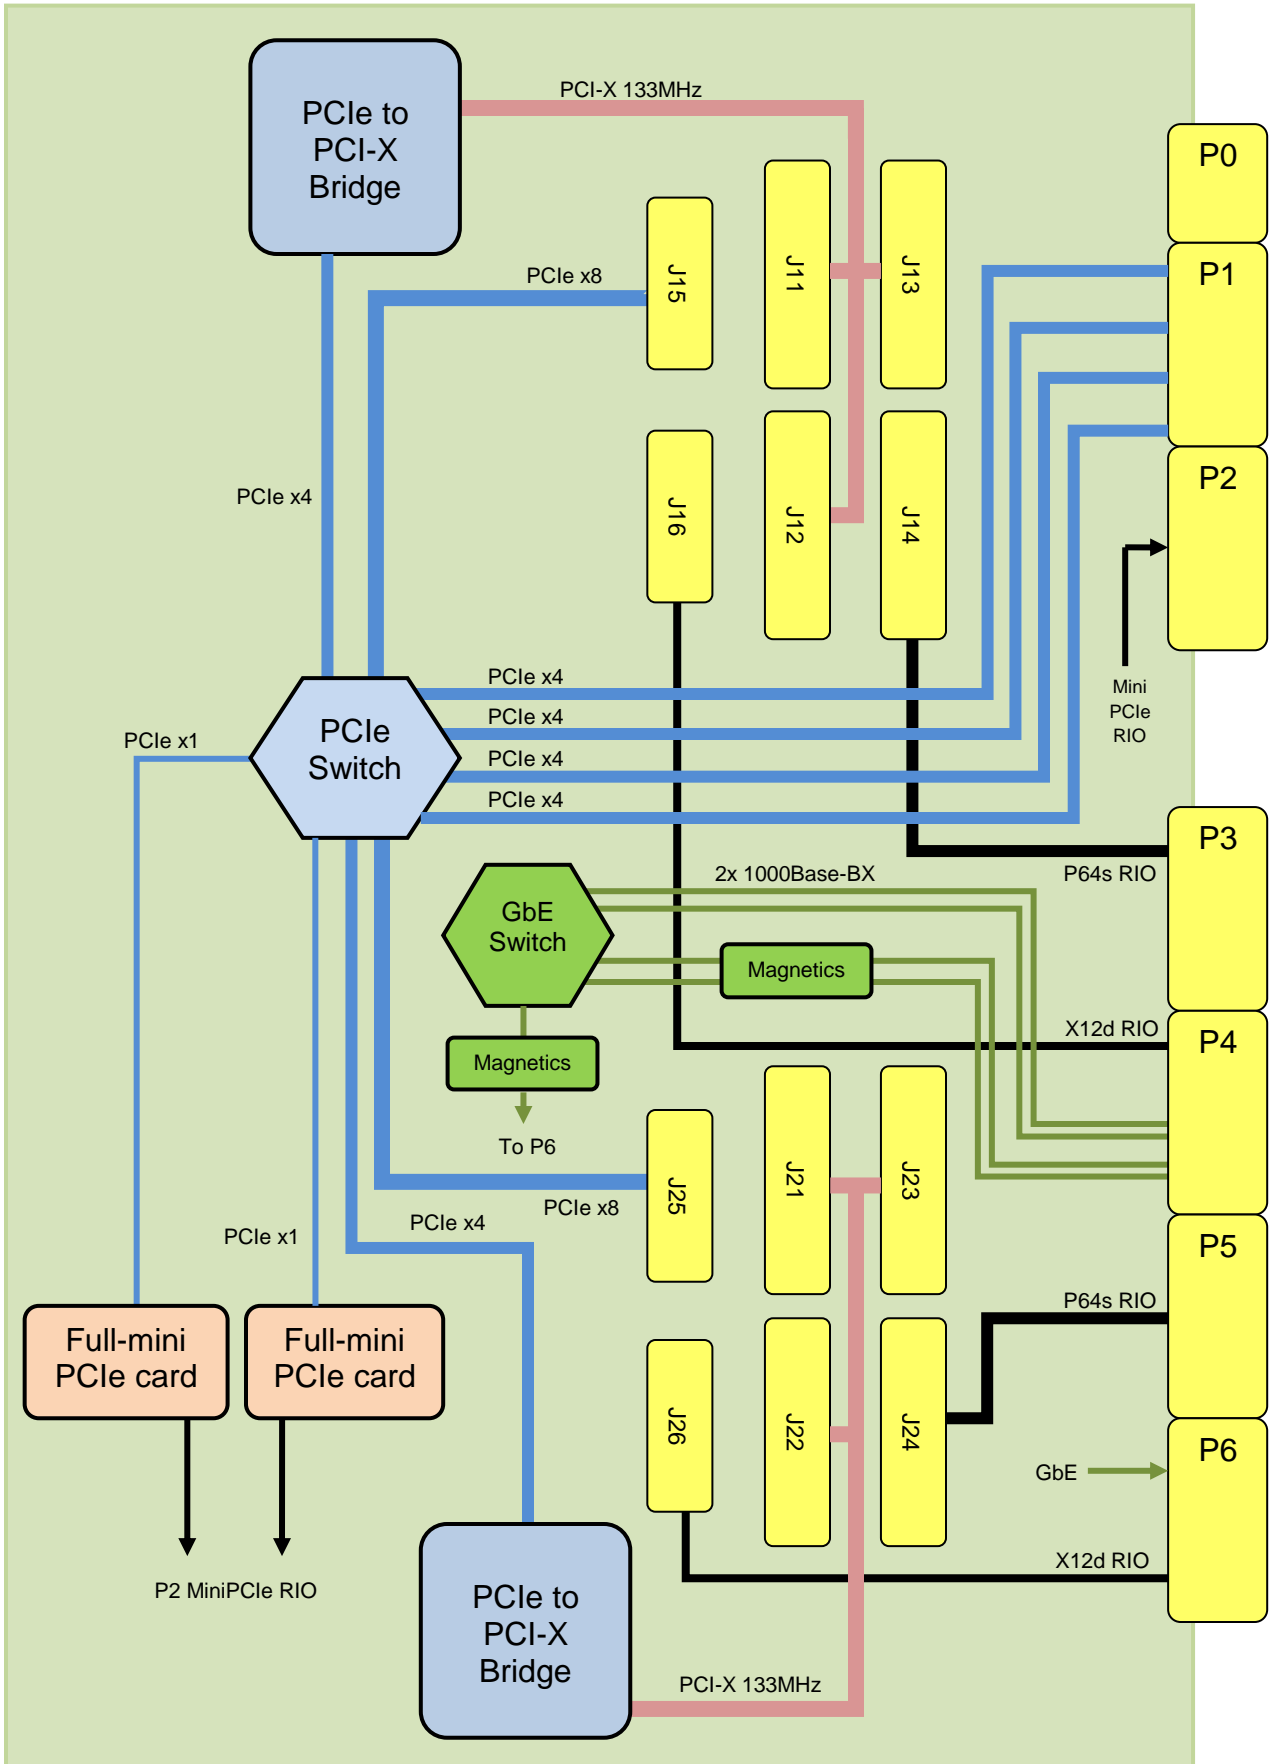 PCI-X 133MHz
PCIe to
PCI-X
Bridge
P0
J15
J11
J13
P1
PCIe x8
J16
J12
J14
P2
PCIe x4
Mini
PCIe
RIO
PCIe x4
PCIe x4
PCIe x4
PCIe x4
PCIe
Switch
PCIe x1
P3
P64s RIO
2x 1000Base-BX
GbE
Switch
Magnetics
X12d RIO
P4
Magnetics
To P6
J25
J21
J23
PCIe x8
PCIe x4
PCIe x1
P5
P64s RIO
Full-mini
PCIe card
Full-mini
PCIe card
J26
J22
J24
P6
GbE
X12d RIO
P2 MiniPCIe RIO
PCIe to
PCI-X
Bridge
PCI-X 133MHz